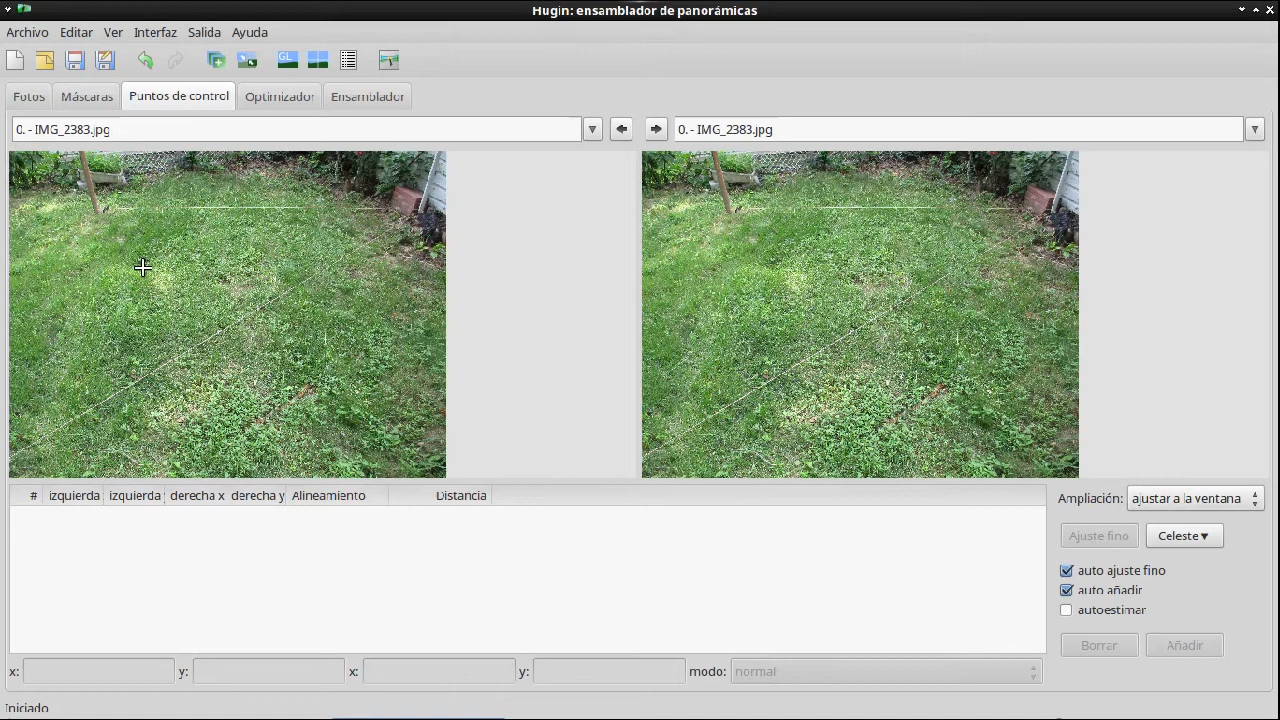 Hugin: ensamblador de panorámicas
Archivo Editar Ver Interfaz Salida Ayuda
GL
Fotos Máscaras Puntos de control Optimizador Ensamblador
0. - IMG_2383.jpg 0. - IMG_2383.jpg
# izquierda izquierda derecha x derecha y Alineamiento Distancia
Ampliación: ajustar a la ventana
Ajuste fino Celeste
auto ajuste fino
auto añadir
autoestimar
Borrar Añadir
x: y: x: y: modo: normal
Iniciado